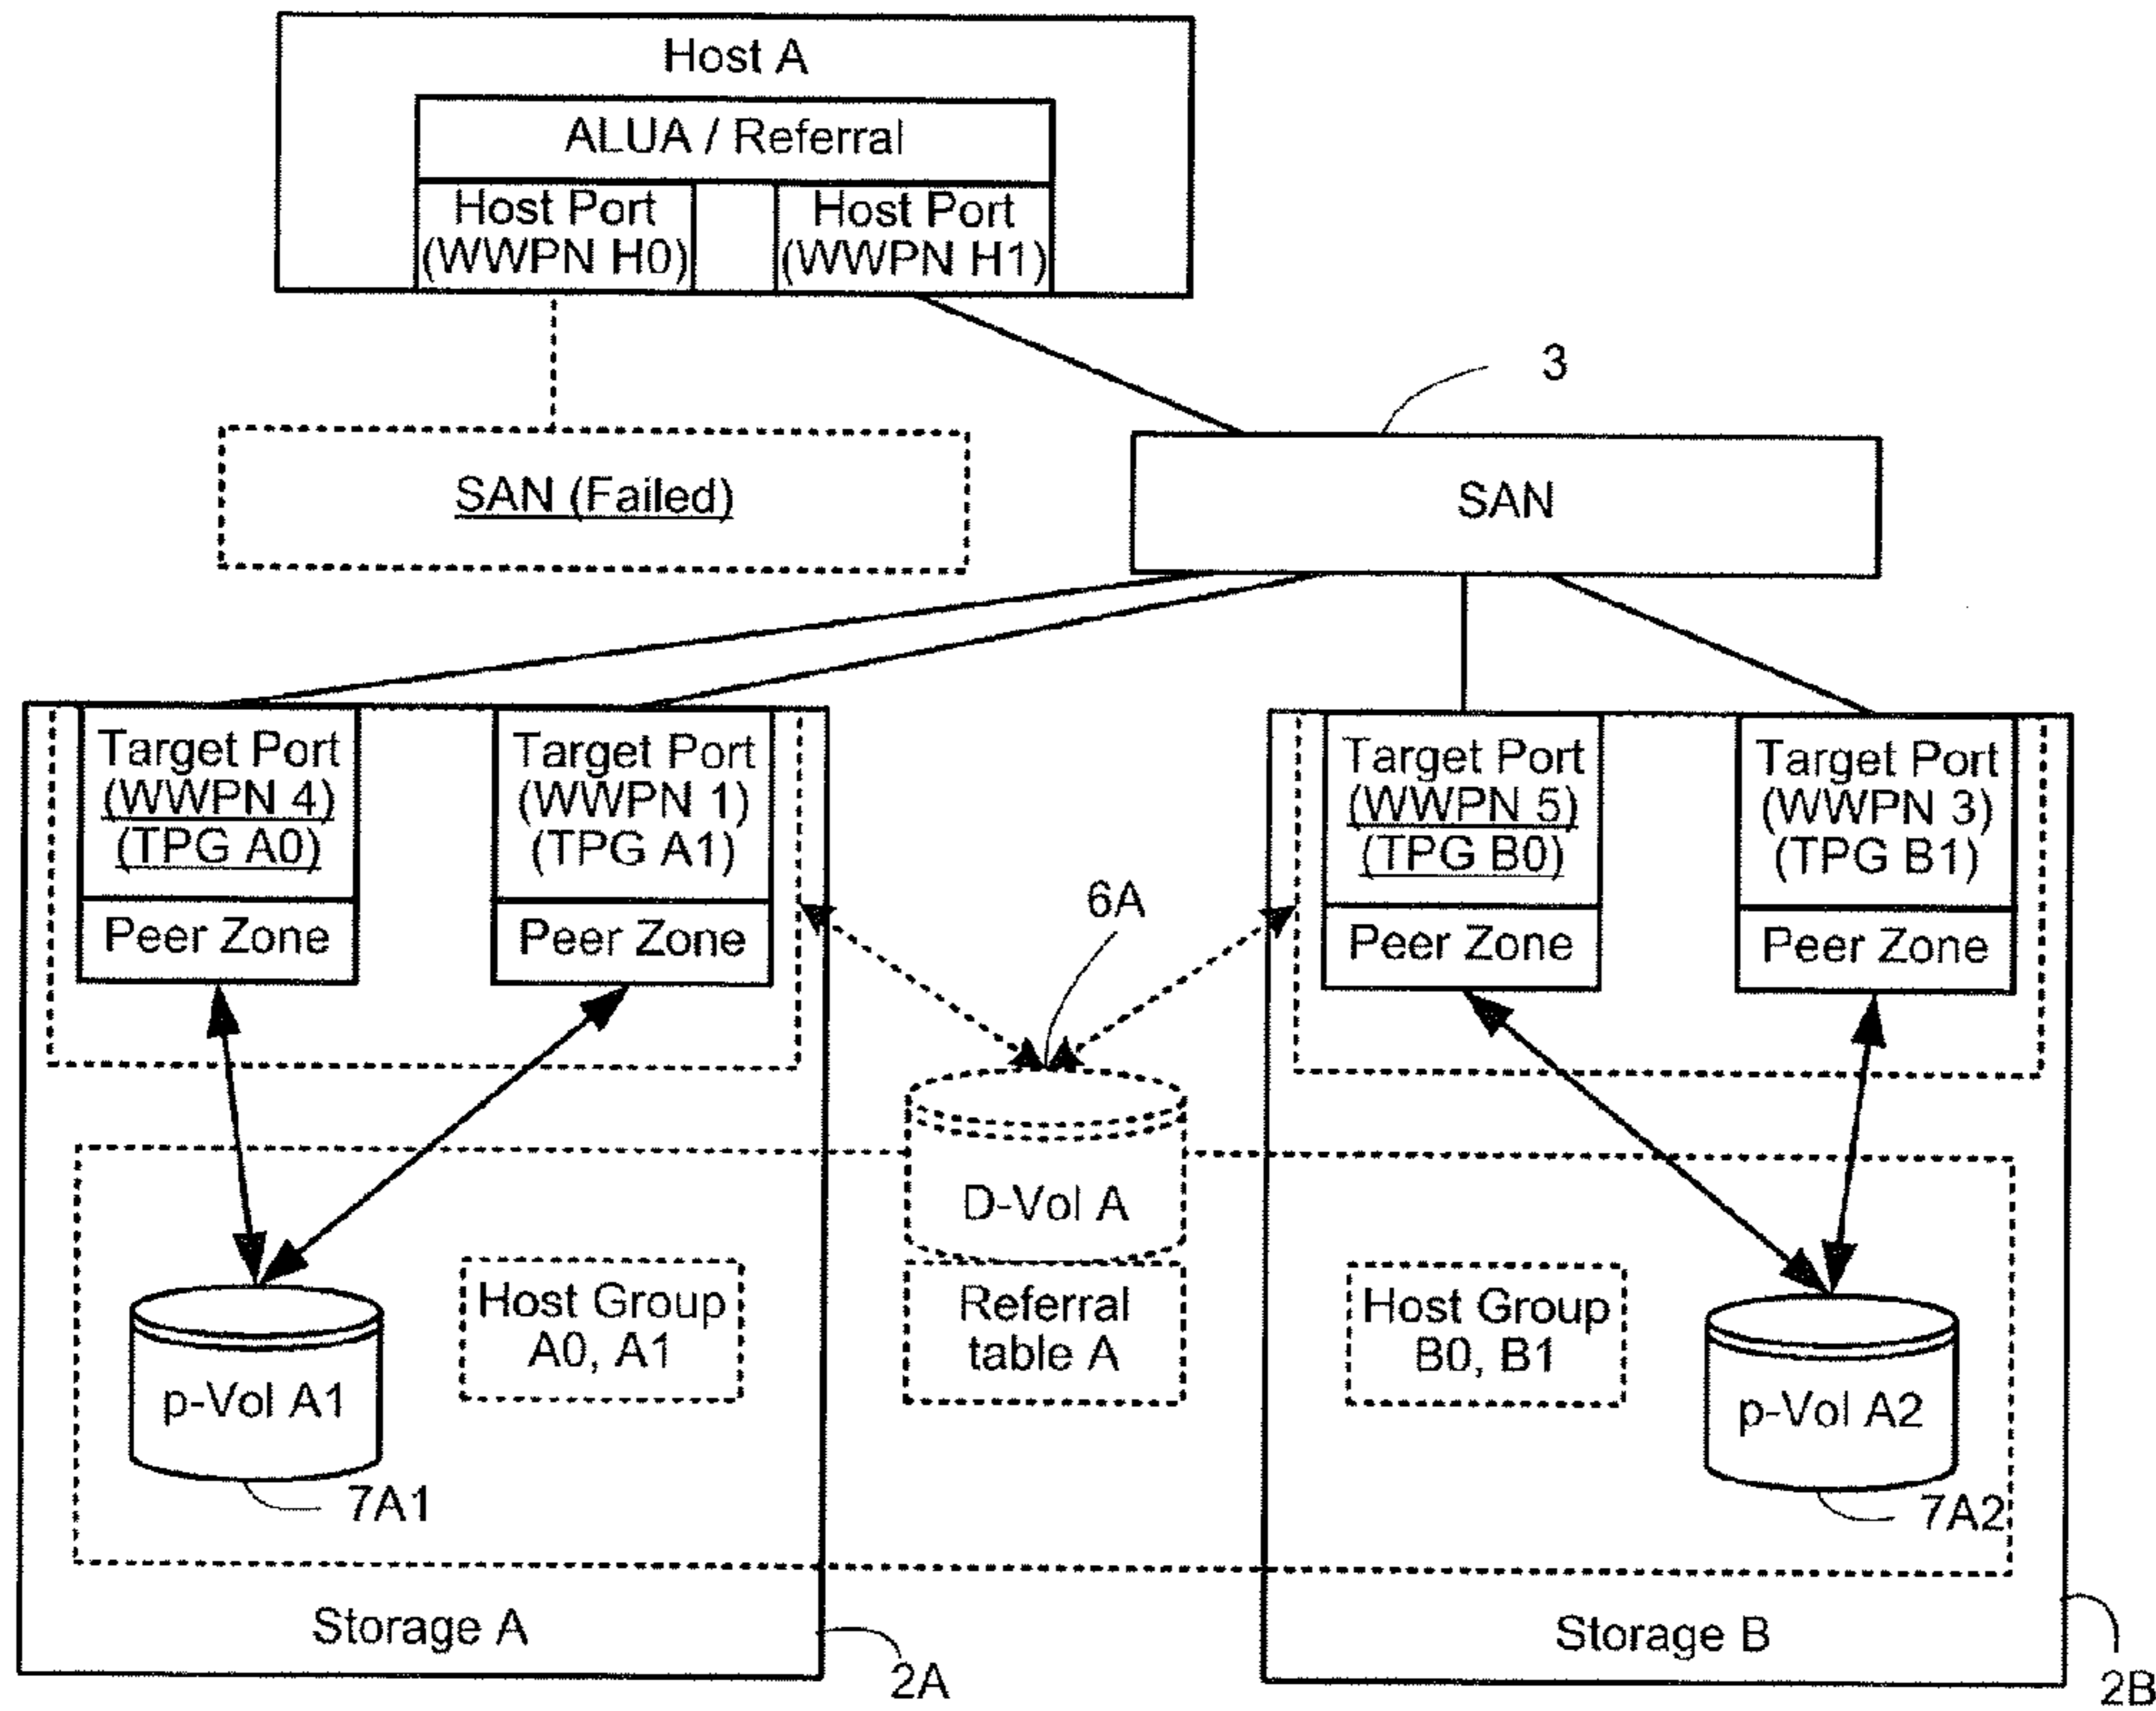 Host A
ALUA / Referral
Host Port
(WWPN H0)
Host Port
(WWPN H1)
3
SAN (Failed)
SAN
Target Port
(WWPN 4)
(TPG A0)
Peer Zone
Target Port
(WWPN 1)
(TPG A1)
Peer Zone
6A
Target Port
(WWPN 5)
(TPG B0)
Peer Zone
Target Port
(WWPN 3)
(TPG B1)
Peer Zone
D-Vol A
Referral
table A
Host Group
A0, A1
Host Group
B0, B1
p-Vol A1
7A1
p-Vol A2
7A2
Storage A
2A
Storage B
2B